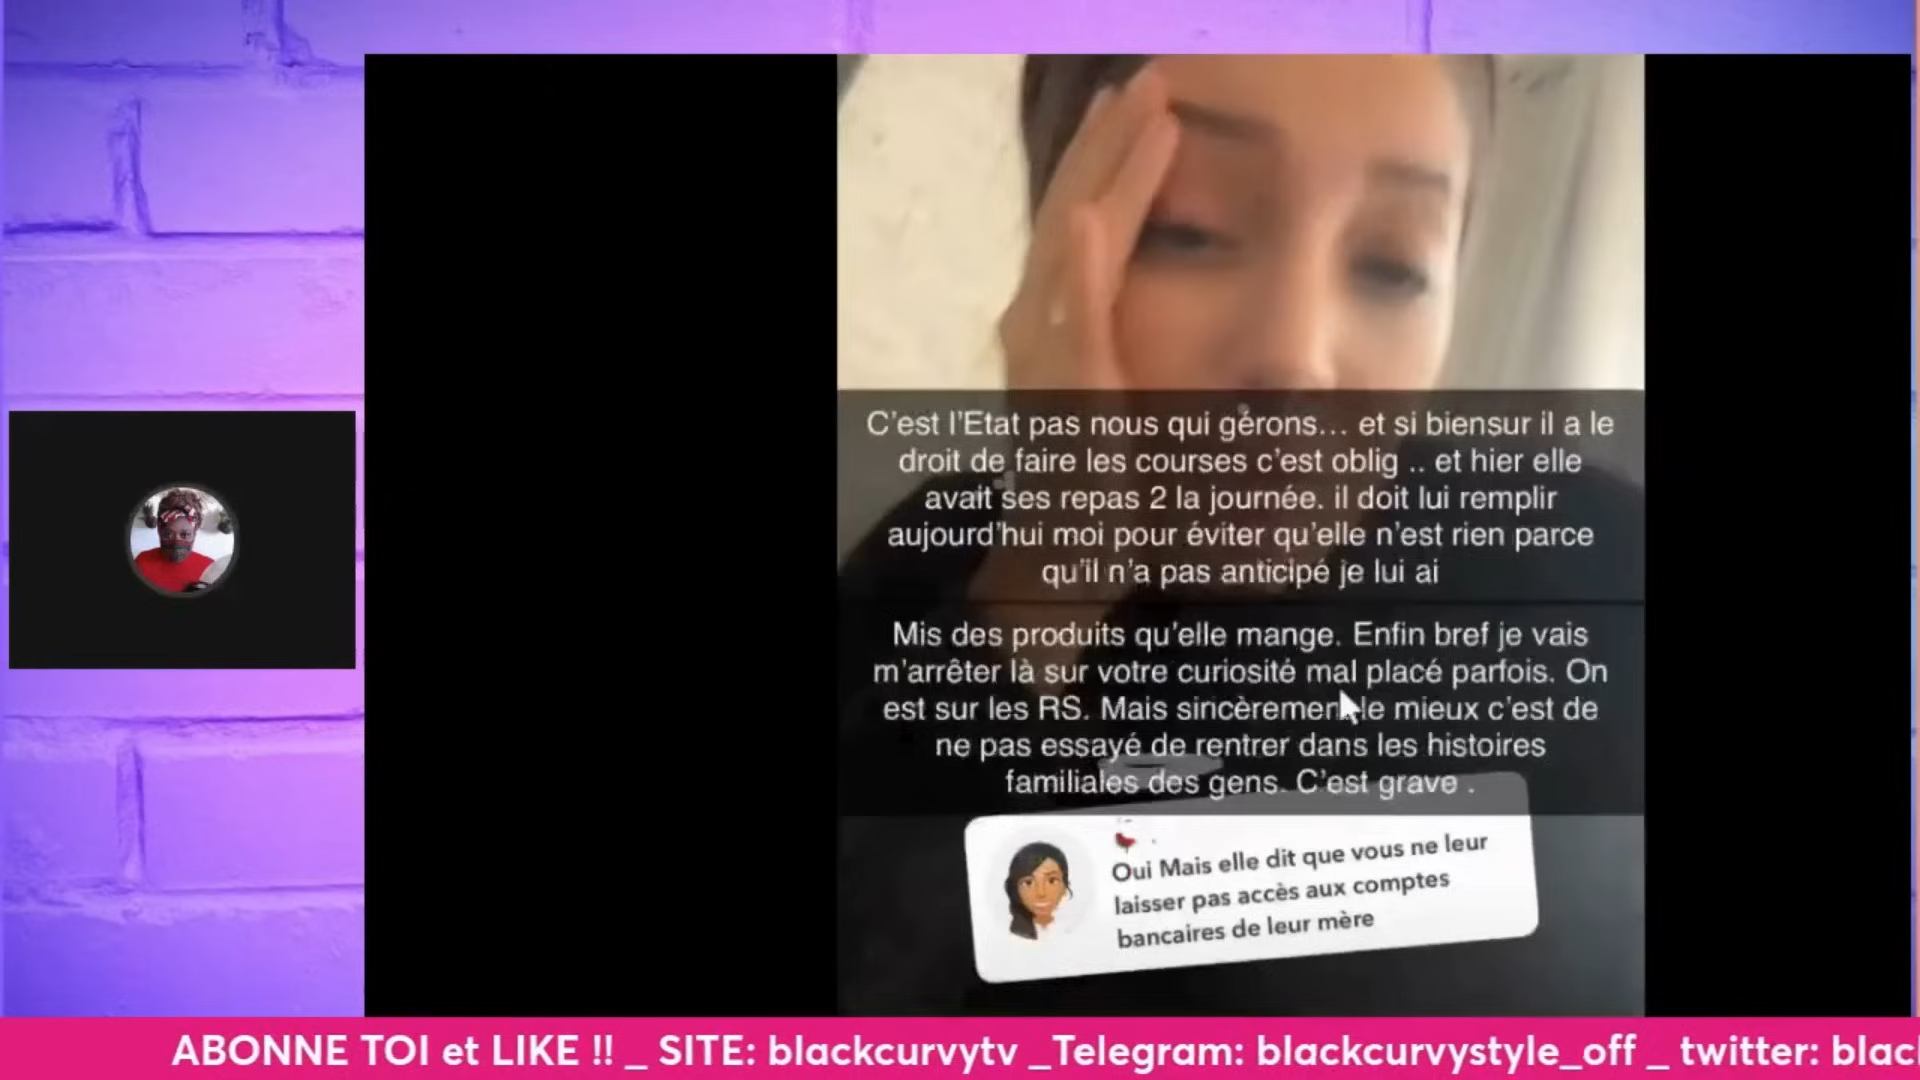 C'est l'Etat pas nous qui gérons... et si biensur il a le
droit de faire les courses c'est oblig .. et hier elle
avait ses repas 2 la journée. il doit lui remplir
aujourd'hui moi pour éviter qu'elle n'est rien parce
qu'il n'a pas anticipé je lui ai
Mis des produits qu'elle mange. Enfin bref je vais
m'arrêter là sur votre curiosité mal placé parfois. On
est sur les RS. Mais sincèrement le mieux c'est de
ne pas essayé de rentrer dans les histoires
familiales des gens. C'est grave .
Oui Mais elle dit que vous ne leur
laisser pas accès aux comptes
bancaires de leur mère
ABONNE TOI et LIKE !! _ SITE: blackcurvytv _Telegram: blackcurvystyle_off _ twitter: blac